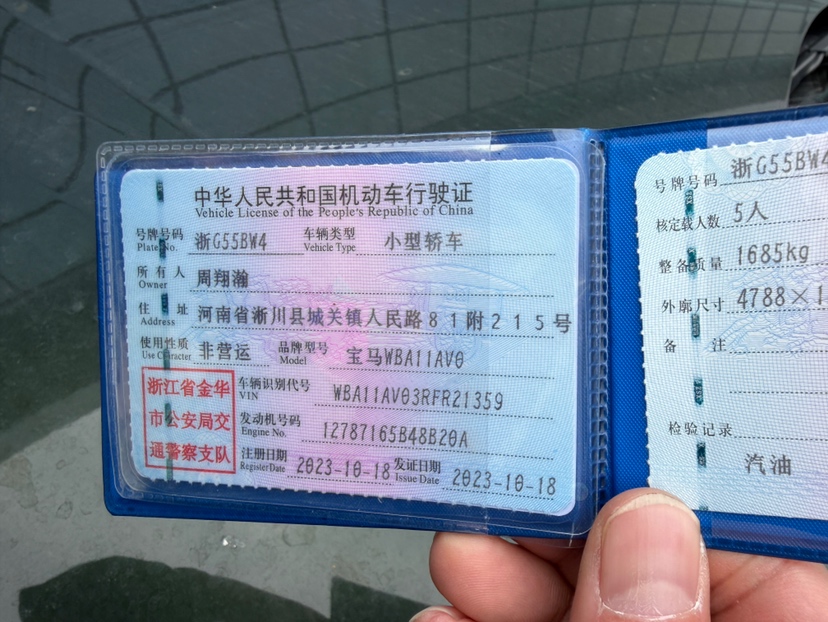 中华人民共和国机动车行驶证
Vehicle License of the People's Republic of China
号牌号码 浙G55BW4 车辆类型 小型轿车
Plate No. Vehicle Type
所有人 周翔瀚
Owner
住址 河南省淅川县城关镇人民路81附215号
Address
使用性质 非营运 品牌型号 宝马WBA11AV0
Use Character Model
浙江省金华
市公安局交
通警察支队
车辆识别代号 WBA11AV03RFR21359
VIN
发动机号码 12787165B48B20A
Engine No.
注册日期 2023-10-18 发证日期 2023-10-18
Register Date Issue Date
号牌号码 浙G55BW4
核定载人数 5人
整备质量 1685kg
外廓尺寸 4788×1
备注
检验记录
汽油